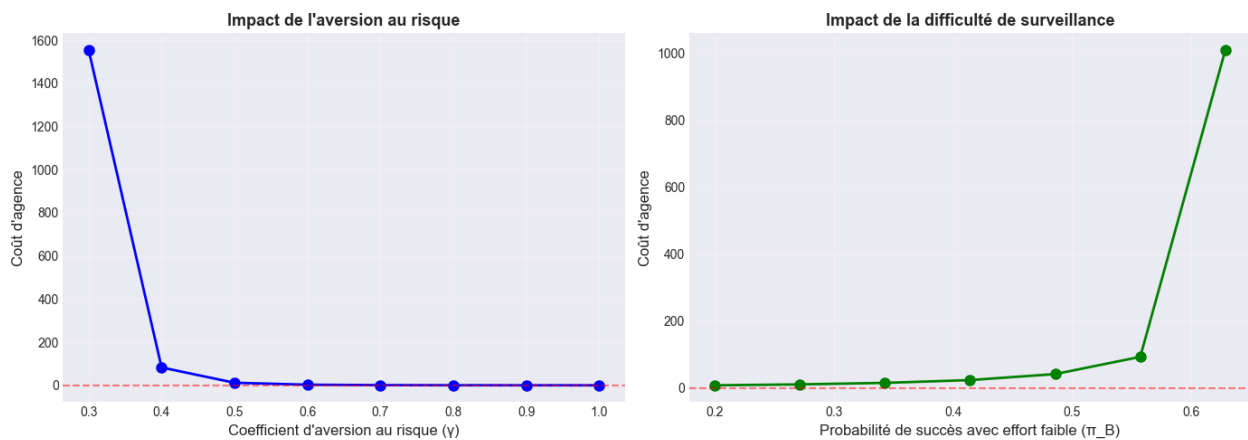 Impact de l'aversion au risque
1600
1400
1200
1000
800
600
400
200
0
Coût d'agence
0.3 0.4 0.5 0.6 0.7 0.8 0.9 1.0
Coefficient d'aversion au risque (γ)
Impact de la difficulté de surveillance
1000
800
600
400
200
0
Coût d'agence
0.2 0.3 0.4 0.5 0.6
Probabilité de succès avec effort faible (π_B)